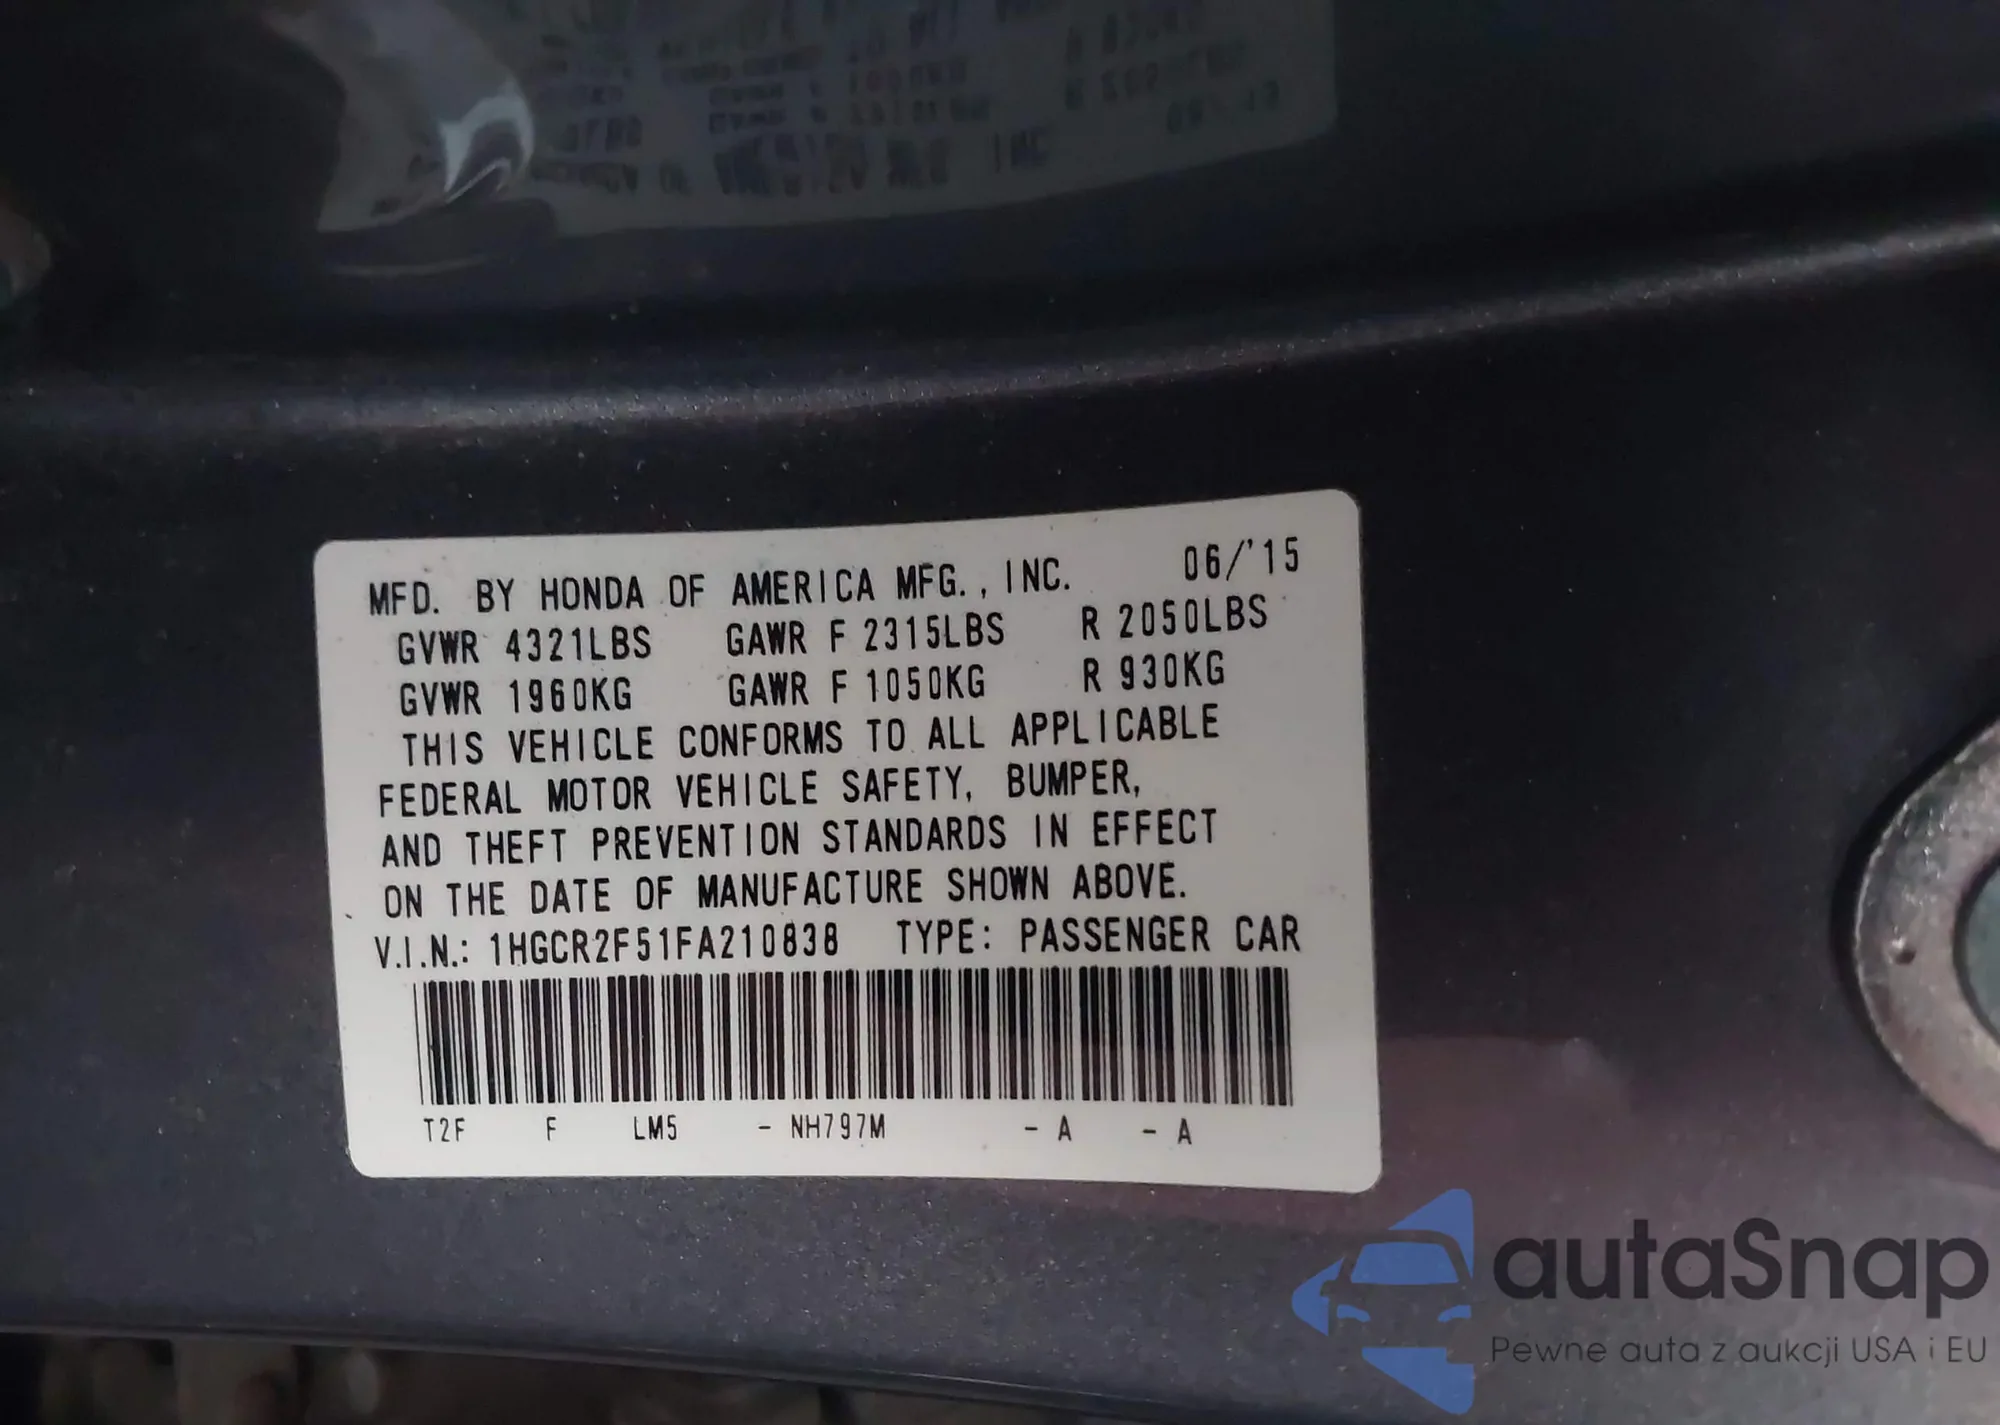 MFD. BY HONDA OF AMERICA MFG., INC. 06/'15
GVWR 4321LBS GAWR F 2315LBS R 2050LBS
GVWR 1960KG GAWR F 1050KG R 930KG
THIS VEHICLE CONFORMS TO ALL APPLICABLE
FEDERAL MOTOR VEHICLE SAFETY, BUMPER,
AND THEFT PREVENTION STANDARDS IN EFFECT
ON THE DATE OF MANUFACTURE SHOWN ABOVE.
V.I.N.: 1HGCR2F51FA210838 TYPE: PASSENGER CAR
T2F F LM5 - NH797M - A - A
autaSnap
Pewne auta z aukcji USA i EU